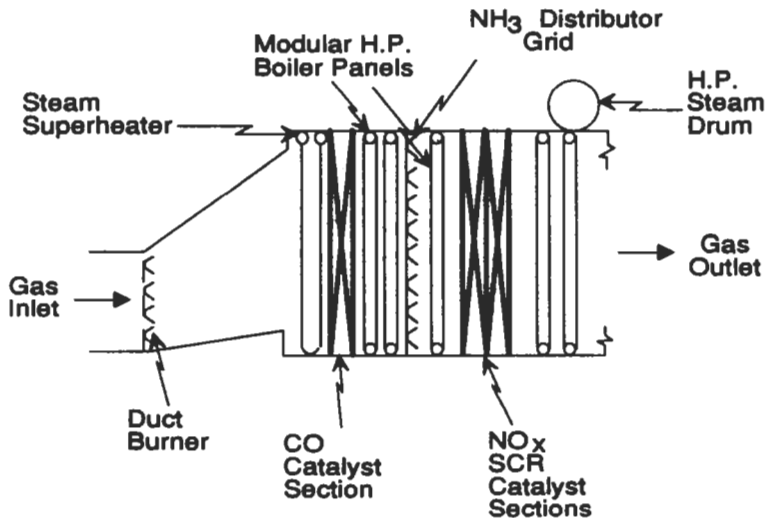 NH3 Distributor
Grid
Modular H.P.
Boiler Panels
H.P.
Steam
Drum
Steam
Superheater
Gas
Inlet
Gas
Outlet
Duct
Burner
CO
Catalyst
Section
NOx
SCR
Catalyst
Sections